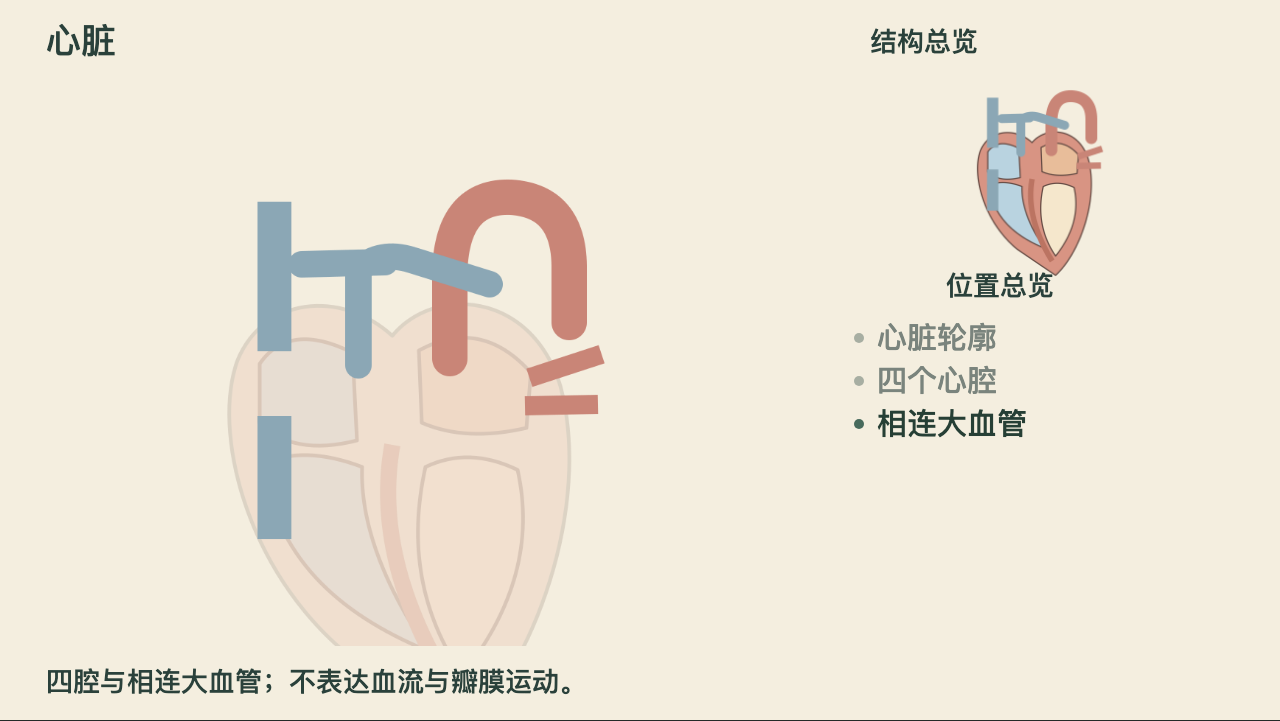 心脏
结构总览
位置总览
心脏轮廓
四个心腔
相连大血管
四腔与相连大血管；不表达血流与瓣膜运动。